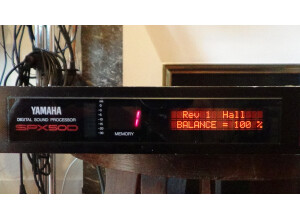 YAMAHA
DIGITAL SOUND PROCESSOR
SPX500
MEMORY
1
Rev 1 Hall
BALANCE = 100 %